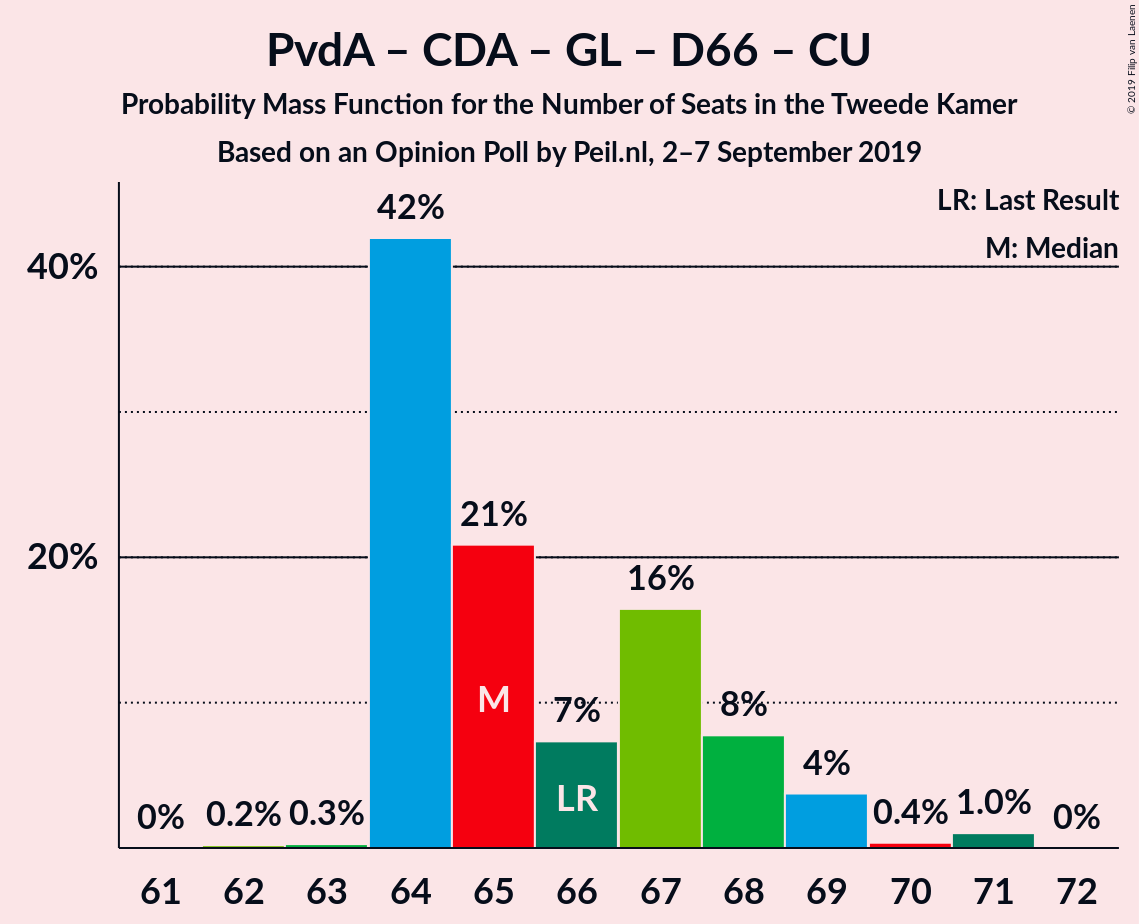 PvdA – CDA – GL – D66 – CU
Probability Mass Function for the Number of Seats in the Tweede Kamer
Based on an Opinion Poll by Peil.nl, 2–7 September 2019
© 2019 Filip van Laenen
LR: Last Result
M: Median
40%
20%
0%
0.2%
0.3%
42%
21%
7%
16%
8%
4%
0.4%
1.0%
0%
M
LR
61 62 63 64 65 66 67 68 69 70 71 72